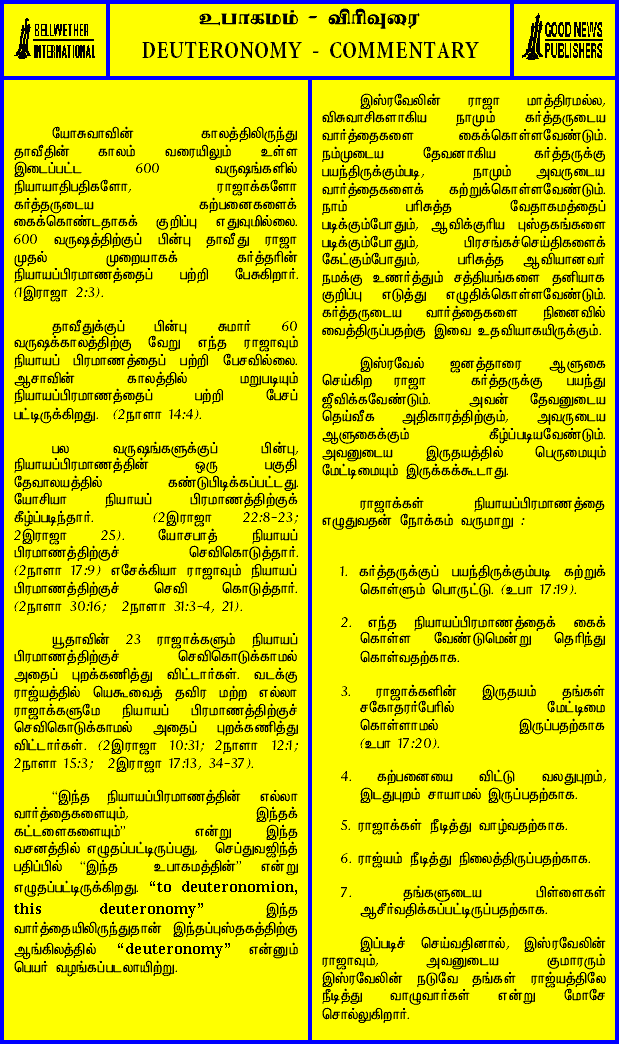 BELLWETHER
INTERNATIONAL
உபாகமம் - விரிவுரை
DEUTERONOMY - COMMENTARY
GOOD NEWS
PUBLISHERS
யோசுவாவின் காலத்திலிருந்து
தாவீதின் காலம் வரையிலும் உள்ள
இடைப்பட்ட 600 வருஷங்களில்
நியாயாதிபதிகளோ, ராஜாக்களோ
கர்த்தருடைய கற்பனைகளைக்
கைக்கொண்டதாகக் குறிப்பு எதுவுமில்லை.
600 வருஷத்திற்குப் பின்பு தாவீது ராஜா
முதல் முறையாகக் கர்த்தரின்
நியாயப்பிரமாணத்தைப் பற்றி பேசுகிறார்.
(1இராஜா 2:3).
தாவீதுக்குப் பின்பு சுமார் 60
வருஷக்காலத்திற்கு வேறு எந்த ராஜாவும்
நியாயப் பிரமாணத்தைப் பற்றி பேசவில்லை.
ஆசாவின் காலத்தில் மறுபடியும்
நியாயப்பிரமாணத்தைப் பற்றி பேசப்
பட்டிருக்கிறது. (2நாளா 14:4).
பல வருஷங்களுக்குப் பின்பு,
நியாயப்பிரமாணத்தின் ஒரு பகுதி
தேவாலயத்தில் கண்டுபிடிக்கப்பட்டது.
யோசியா நியாயப் பிரமாணத்திற்குக்
கீழ்ப்படிந்தார். (2இராஜா 22:8-23;
2இராஜா 25). யோசபாத் நியாயப்
பிரமாணத்திற்குச் செவிகொடுத்தார்.
(2நாளா 17:9) எசேக்கியா ராஜாவும் நியாயப்
பிரமாணத்திற்குச் செவி கொடுத்தார்.
(2நாளா 30:16; 2நாளா 31:3-4, 21).
யூதாவின் 23 ராஜாக்களும் நியாயப்
பிரமாணத்திற்குச் செவிகொடுக்காமல்
அதைப் புறக்கணித்து விட்டார்கள். வடக்கு
ராஜ்யத்தில் யெகூவைத் தவிர மற்ற எல்லா
ராஜாக்களுமே நியாயப் பிரமாணத்திற்குச்
செவிகொடுக்காமல் அதைப் புறக்கணித்து
விட்டார்கள். (2இராஜா 10:31; 2நாளா 12:1;
2நாளா 15:3; 2இராஜா 17:13, 34-37).
“இந்த நியாயப்பிரமாணத்தின் எல்லா
வார்த்தைகளையும், இந்தக்
கட்டளைகளையும்” என்று இந்த
வசனத்தில் எழுதப்பட்டிருப்பது, செப்துவஜிந்த்
பதிப்பில் “இந்த உபாகமத்தின்” என்று
எழுதப்பட்டிருக்கிறது. “to deuteronomion,
this deuteronomy” இந்த
வார்த்தையிலிருந்துதான் இந்தப்புஸ்தகத்திற்கு
ஆங்கிலத்தில் “deuteronomy” என்னும்
பெயர் வழங்கப்படலாயிற்று.
இஸ்ரவேலின் ராஜா மாத்திரமல்ல,
விசுவாசிகளாகிய நாமும் கர்த்தருடைய
வார்த்தைகளை கைக்கொள்ளவேண்டும்.
நம்முடைய தேவனாகிய கர்த்தருக்கு
பயந்திருக்கும்படி, நாமும் அவருடைய
வார்த்தைகளைக் கற்றுக்கொள்ளவேண்டும்.
நாம் பரிசுத்த வேதாகமத்தைப்
படிக்கும்போதும், ஆவிக்குரிய புஸ்தகங்களை
படிக்கும்போதும், பிரசங்கச்செய்திகளைக்
கேட்கும்போதும், பரிசுத்த ஆவியானவர்
நமக்கு உணர்த்தும் சத்தியங்களை தனியாக
குறிப்பு எடுத்து எழுதிக்கொள்ளவேண்டும்.
கர்த்தருடைய வார்த்தைகளை நினைவில்
வைத்திருப்பதற்கு இவை உதவியாகயிருக்கும்.
இஸ்ரவேல் ஜனத்தாரை ஆளுகை
செய்கிற ராஜா கர்த்தருக்கு பயந்து
ஜீவிக்கவேண்டும். அவன் தேவனுடைய
தெய்வீக அதிகாரத்திற்கும், அவருடைய
ஆளுகைக்கும் கீழ்ப்படியவேண்டும்.
அவனுடைய இருதயத்தில் பெருமையும்
மேட்டிமையும் இருக்கக்கூடாது.
ராஜாக்கள் நியாயப்பிரமாணத்தை
எழுதுவதன் நோக்கம் வருமாறு :
1. கர்த்தருக்குப் பயந்திருக்கும்படி கற்றுக்
கொள்ளும் பொருட்டு. (உபா 17:19).
2. எந்த நியாயப்பிரமாணத்தைக் கைக்
கொள்ள வேண்டுமென்று தெரிந்து
கொள்வதற்காக.
3. ராஜாக்களின் இருதயம் தங்கள்
சகோதரர்பேரில் மேட்டிமை
கொள்ளாமல் இருப்பதற்காக
(உபா 17:20).
4. கற்பனையை விட்டு வலதுபுறம்,
இடதுபுறம் சாயாமல் இருப்பதற்காக.
5. ராஜாக்கள் நீடித்து வாழ்வதற்காக.
6. ராஜ்யம் நீடித்து நிலைத்திருப்பதற்காக.
7. தங்களுடைய பிள்ளைகள்
ஆசீர்வதிக்கப்பட்டிருப்பதற்காக.
இப்படிச் செய்வதினால், இஸ்ரவேலின்
ராஜாவும், அவனுடைய குமாரரும்
இஸ்ரவேலின் நடுவே தங்கள் ராஜ்யத்திலே
நீடித்து வாழுவார்கள் என்று மோசே
சொல்லுகிறார்.